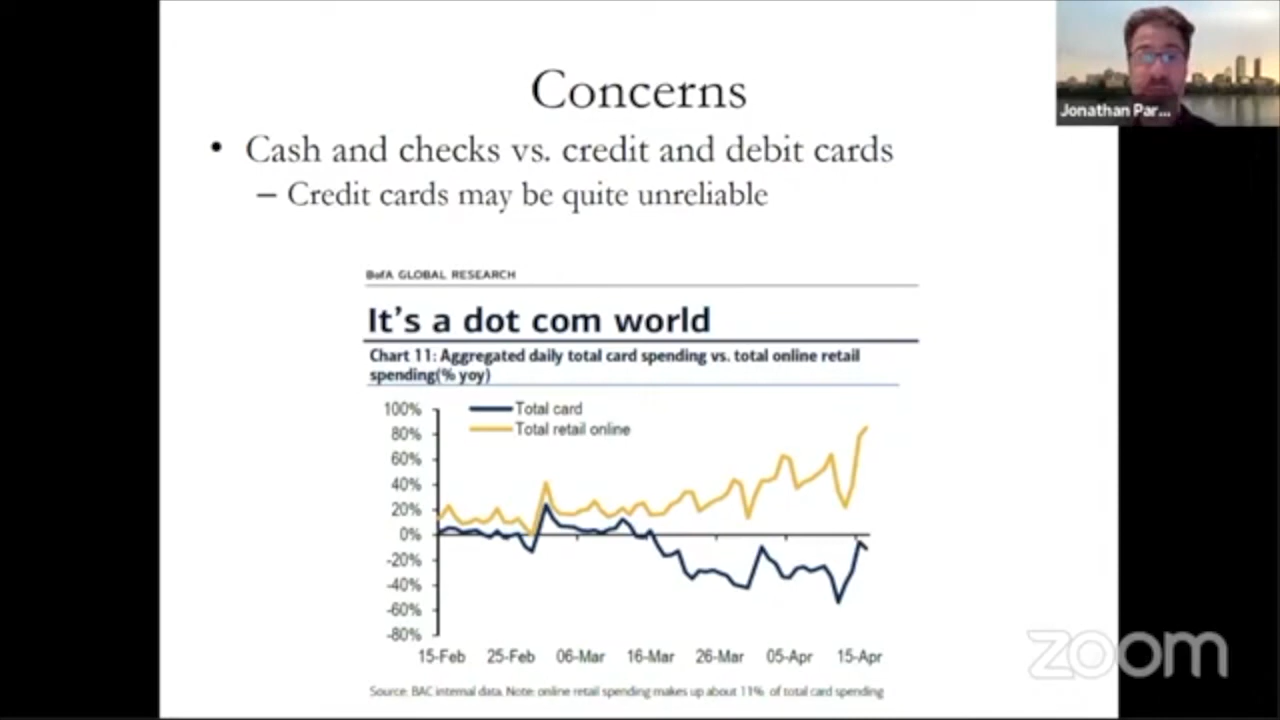 Concerns
• Cash and checks vs. credit and debit cards
– Credit cards may be quite unreliable
BofA GLOBAL RESEARCH
It's a dot com world
Chart 11: Aggregated daily total card spending vs. total online retail
spending(% yoy)
Total card
Total retail online
100%
80%
60%
40%
20%
0%
-20%
-40%
-60%
-80%
15-Feb 25-Feb 06-Mar 16-Mar 26-Mar 05-Apr 15-Apr
Source: BAC internal data. Note: online retail spending makes up about 11% of total card spending
Jonathan Par...
zoom